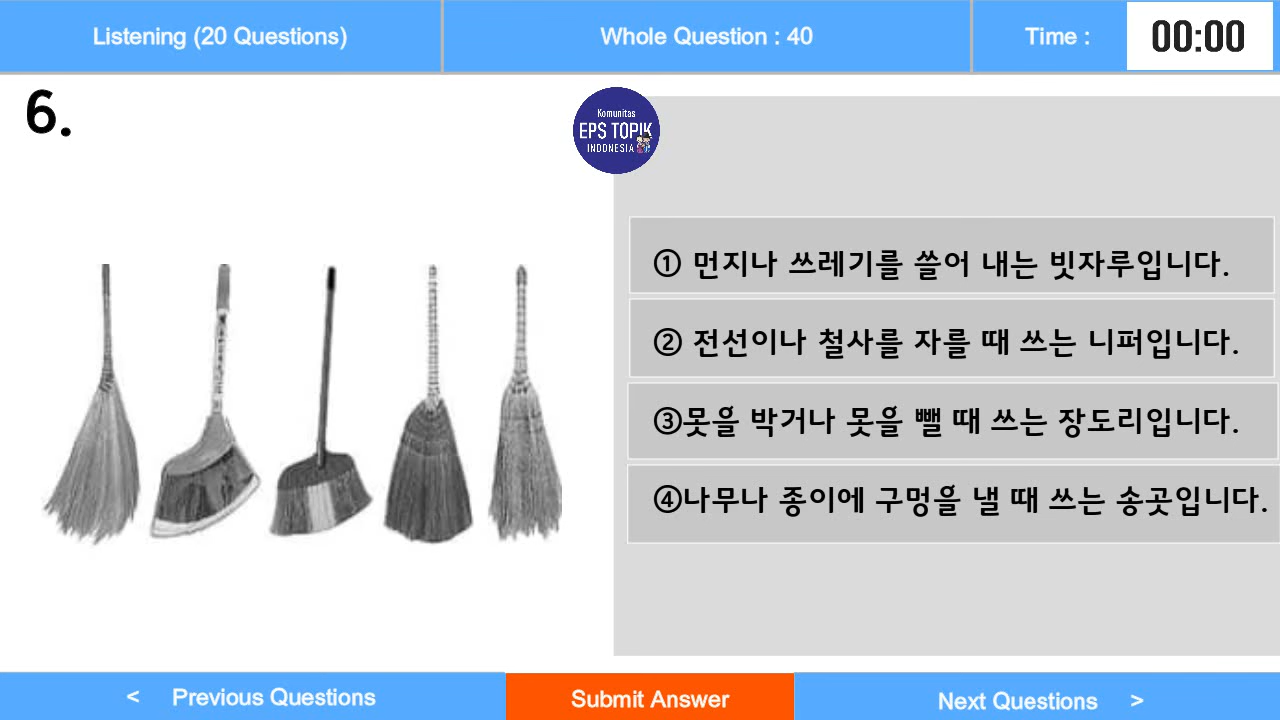 Listening (20 Questions)
Whole Question : 40
Time :
00:00
6.
Komunitas
EPS TOPIK
INDONESIA
① 먼지나 쓰레기를 쓸어 내는 빗자루입니다.
② 전선이나 철사를 자를 때 쓰는 니퍼입니다.
③못을 박거나 못을 뺄 때 쓰는 장도리입니다.
④나무나 종이에 구멍을 낼 때 쓰는 송곳입니다.
< Previous Questions
Submit Answer
Next Questions >